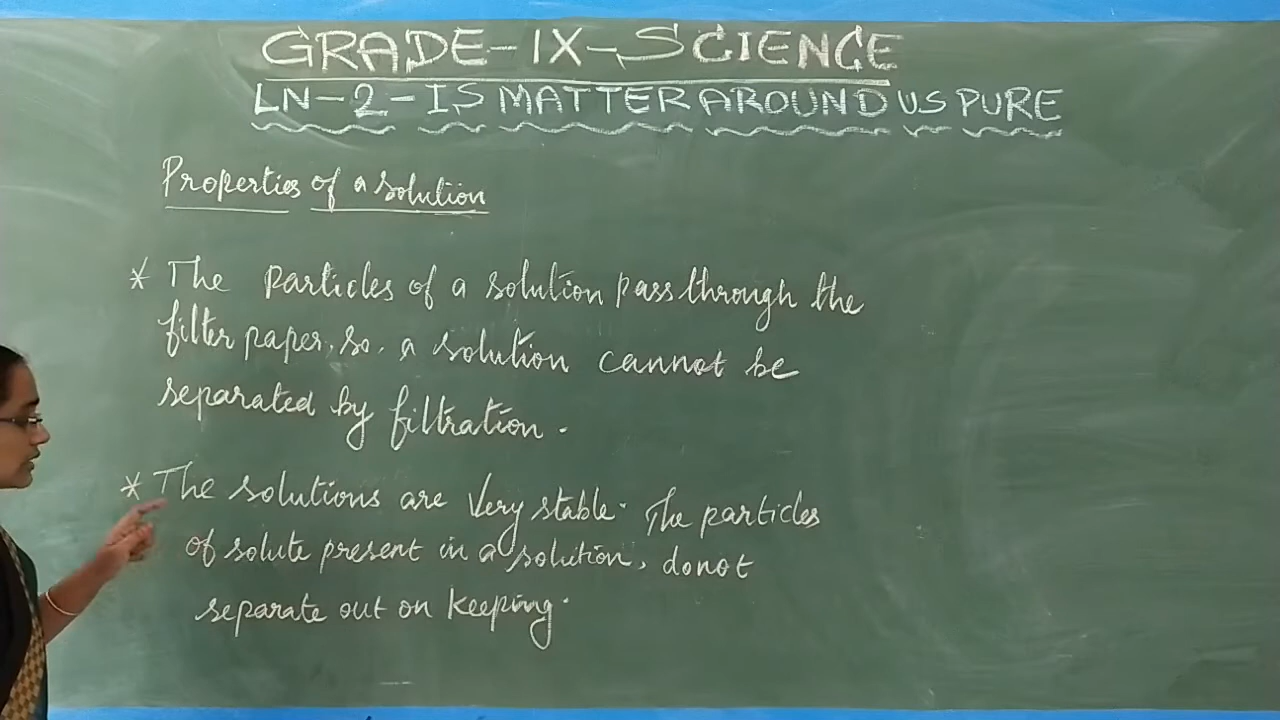 GRADE-IX-SCIENCE
LN-2-IS MATTER AROUND US PURE
Properties of a solution
* The particles of a solution pass through the
filter paper. so, a solution cannot be
separated by filtration.
* The solutions are very stable. The particles
of solute present in a solution, donot
separate out on keeping.